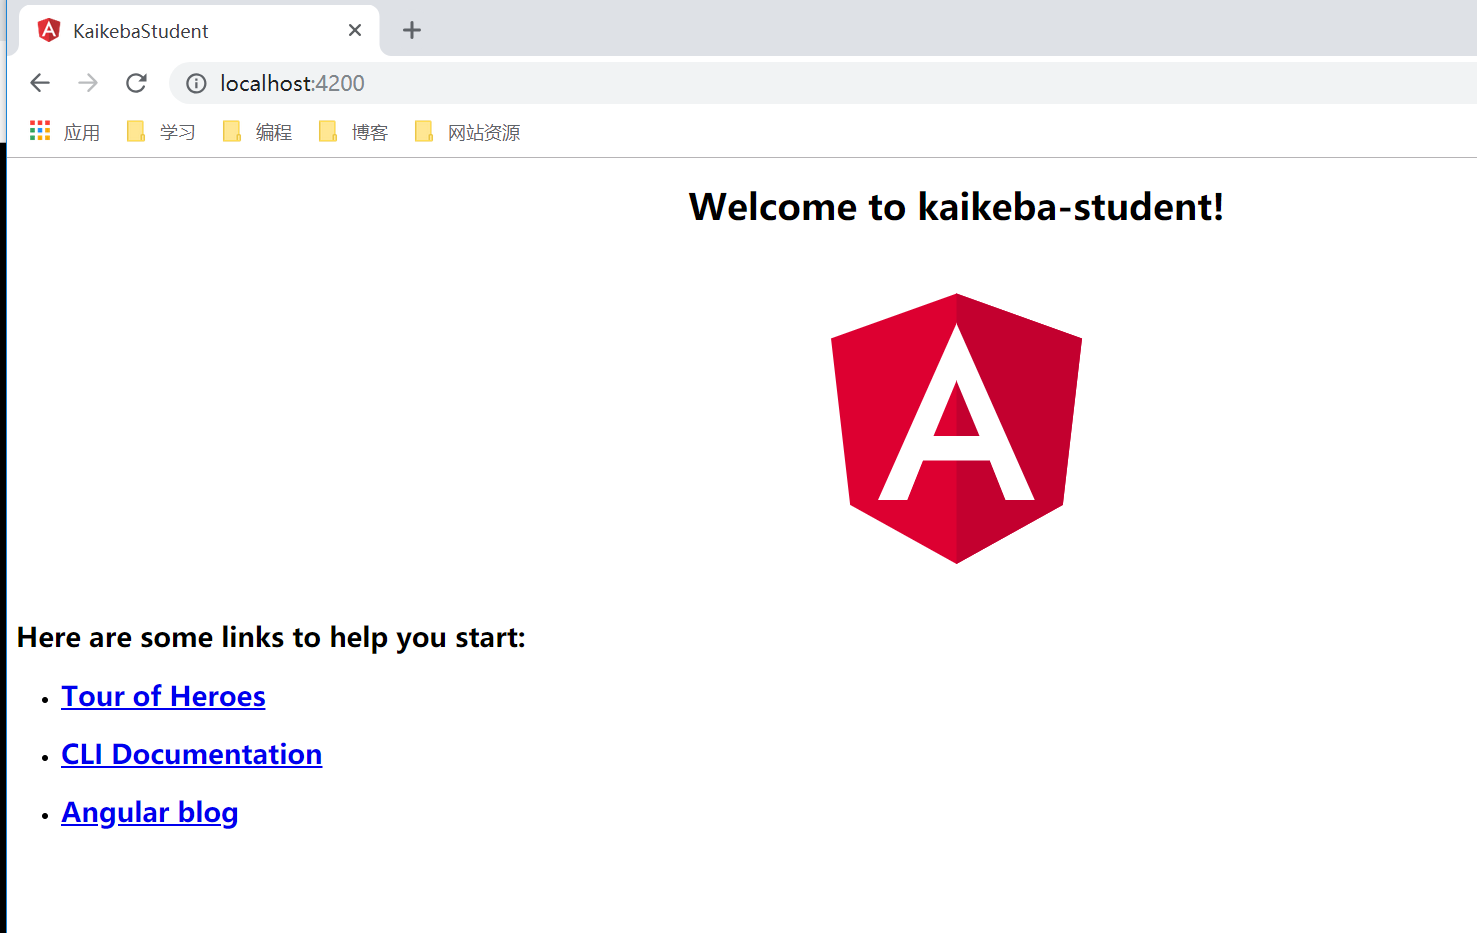 KaikebaStudent
localhost:4200
应用 学习 编程 博客 网站资源
Welcome to kaikeba-student!
Here are some links to help you start:
Tour of Heroes
CLI Documentation
Angular blog